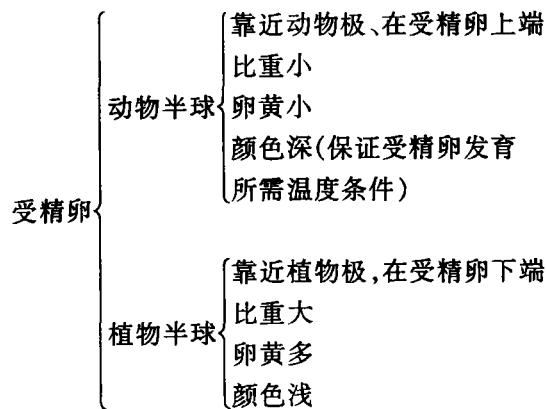 靠近动物极、在受精卵上端
比重小
动物半球
卵黄小
颜色深(保证受精卵发育
所需温度条件)
受精卵
靠近植物极,在受精卵下端
比重大
植物半球
卵黄多
颜色浅